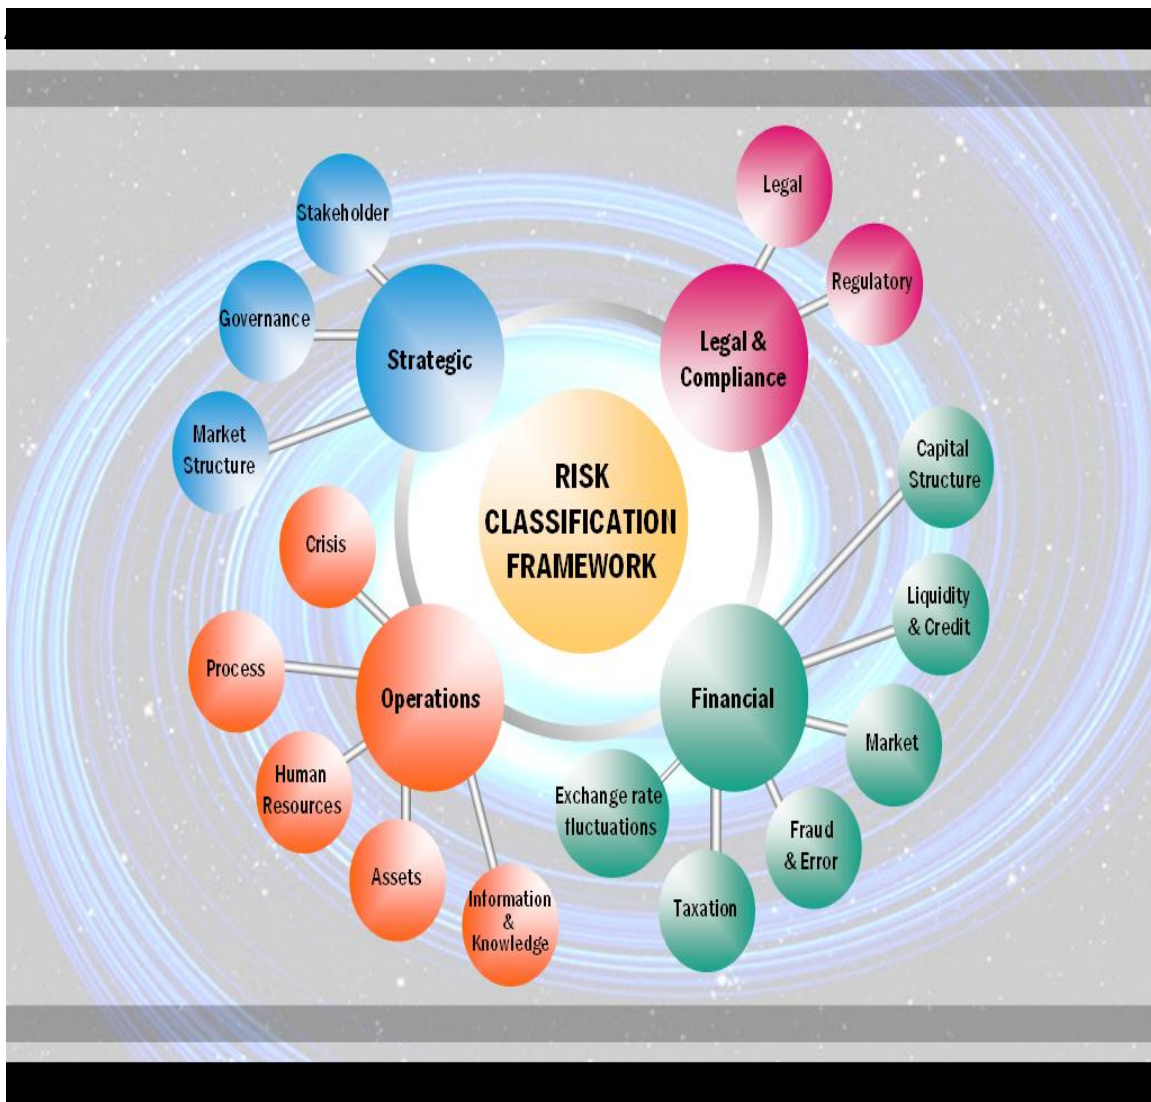 Stakeholder
Governance
Market
Structure
Strategic
Legal
Regulatory
Legal &
Compliance
RISK
CLASSIFICATION
FRAMEWORK
Crisis
Process
Human
Resources
Assets
Information
&
Knowledge
Operations
Capital
Structure
Liquidity
& Credit
Market
Fraud
& Error
Taxation
Exchange rate
fluctuations
Financial